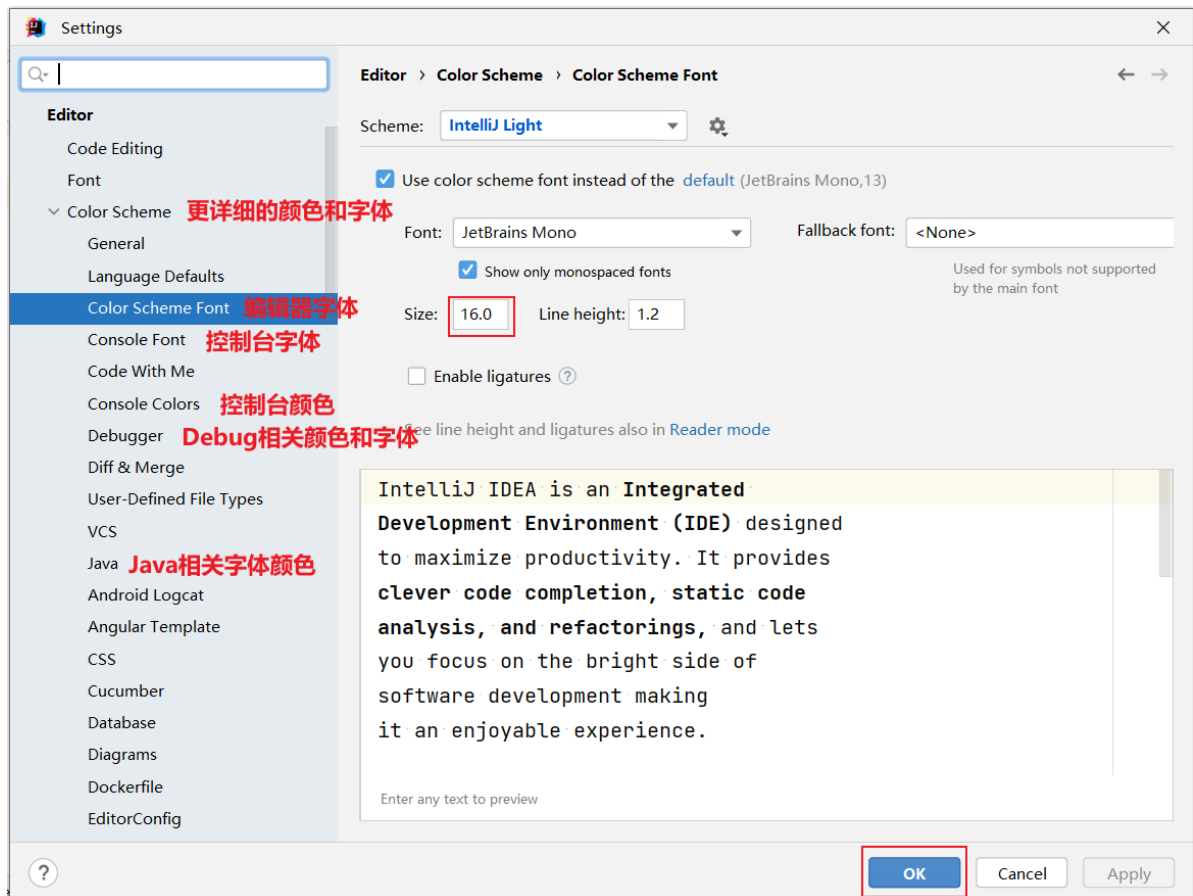 Settings
Editor › Color Scheme › Color Scheme Font
Editor
Code Editing
Font
Color Scheme 更详细的颜色和字体
General
Language Defaults
Color Scheme Font 编辑器字体
Console Font 控制台字体
Code With Me
Console Colors 控制台颜色
Debugger Debug相关颜色和字体
Diff & Merge
User-Defined File Types
VCS
Java Java相关字体颜色
Android Logcat
Angular Template
CSS
Cucumber
Database
Diagrams
Dockerfile
EditorConfig
Scheme: IntelliJ Light
Use color scheme font instead of the default (JetBrains Mono,13)
Font: JetBrains Mono Fallback font: <None>
Show only monospaced fonts
Used for symbols not supported
by the main font
Size: 16.0 Line height: 1.2
Enable ligatures ?
See line height and ligatures also in Reader mode
IntelliJ IDEA is an Integrated
Development Environment (IDE) designed
to maximize productivity. It provides
clever code completion, static code
analysis, and refactorings, and lets
you focus on the bright side of
software development making
it an enjoyable experience.
Enter any text to preview
? OK Cancel Apply